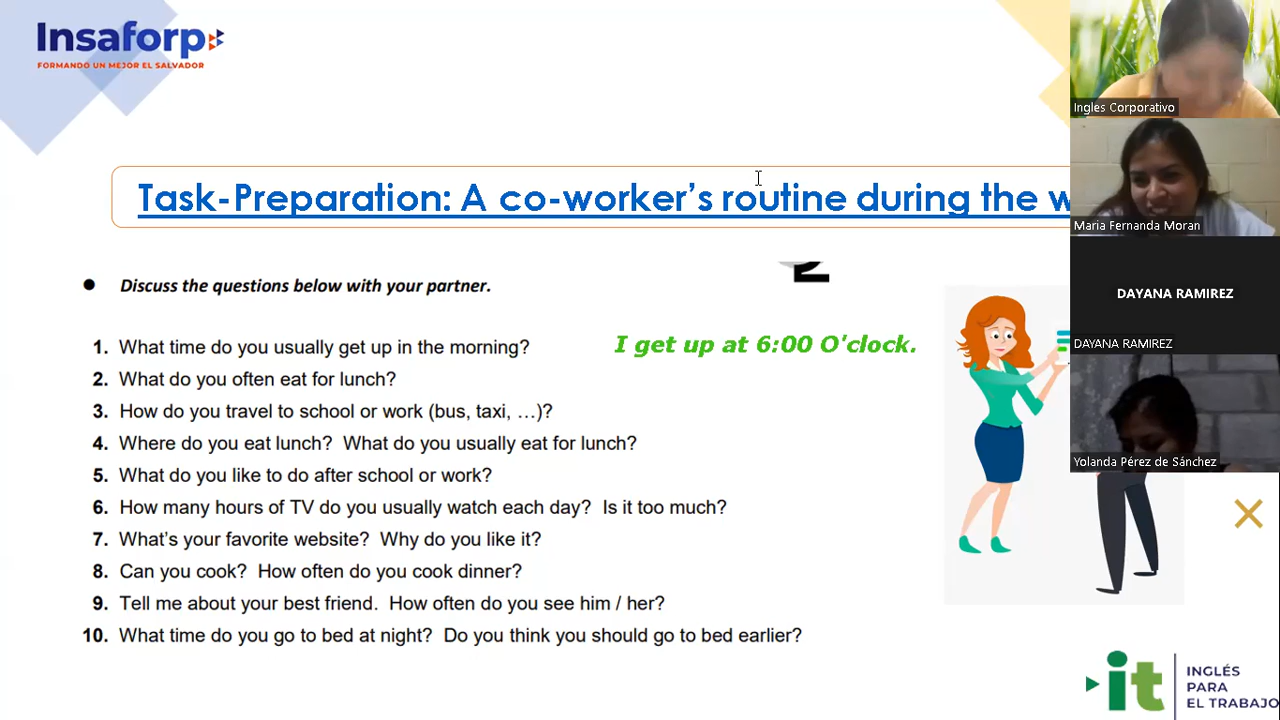 Insaforp
FORMANDO UN MEJOR EL SALVADOR
Task-Preparation: A co-worker’s routine during the w
● Discuss the questions below with your partner.
2
1. What time do you usually get up in the morning?
I get up at 6:00 O'clock.
2. What do you often eat for lunch?
3. How do you travel to school or work (bus, taxi, …)?
4. Where do you eat lunch? What do you usually eat for lunch?
5. What do you like to do after school or work?
6. How many hours of TV do you usually watch each day? Is it too much?
7. What’s your favorite website? Why do you like it?
8. Can you cook? How often do you cook dinner?
9. Tell me about your best friend. How often do you see him / her?
10. What time do you go to bed at night? Do you think you should go to bed earlier?
Ingles Corporativo
Maria Fernanda Moran
DAYANA RAMIREZ
DAYANA RAMIREZ
Yolanda Pérez de Sánchez
it
INGLÉS
PARA
EL TRABAJO